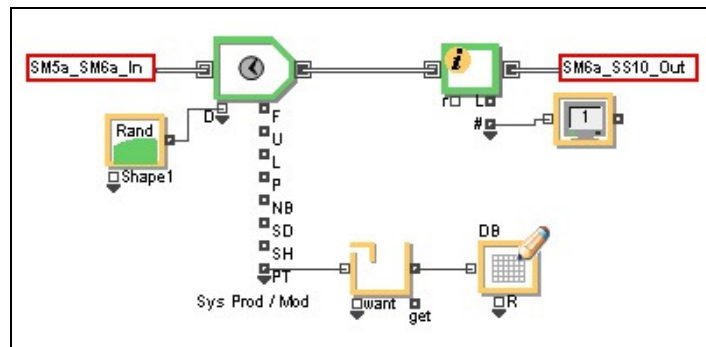 SM5a_SM6a_In
SM6a_SS10_Out
i
r
L
D
F
#
1
Rand
U
Shape1
L
P
NB
SD
DB
SH
PT
Sys Prod / Mod
want
R
get